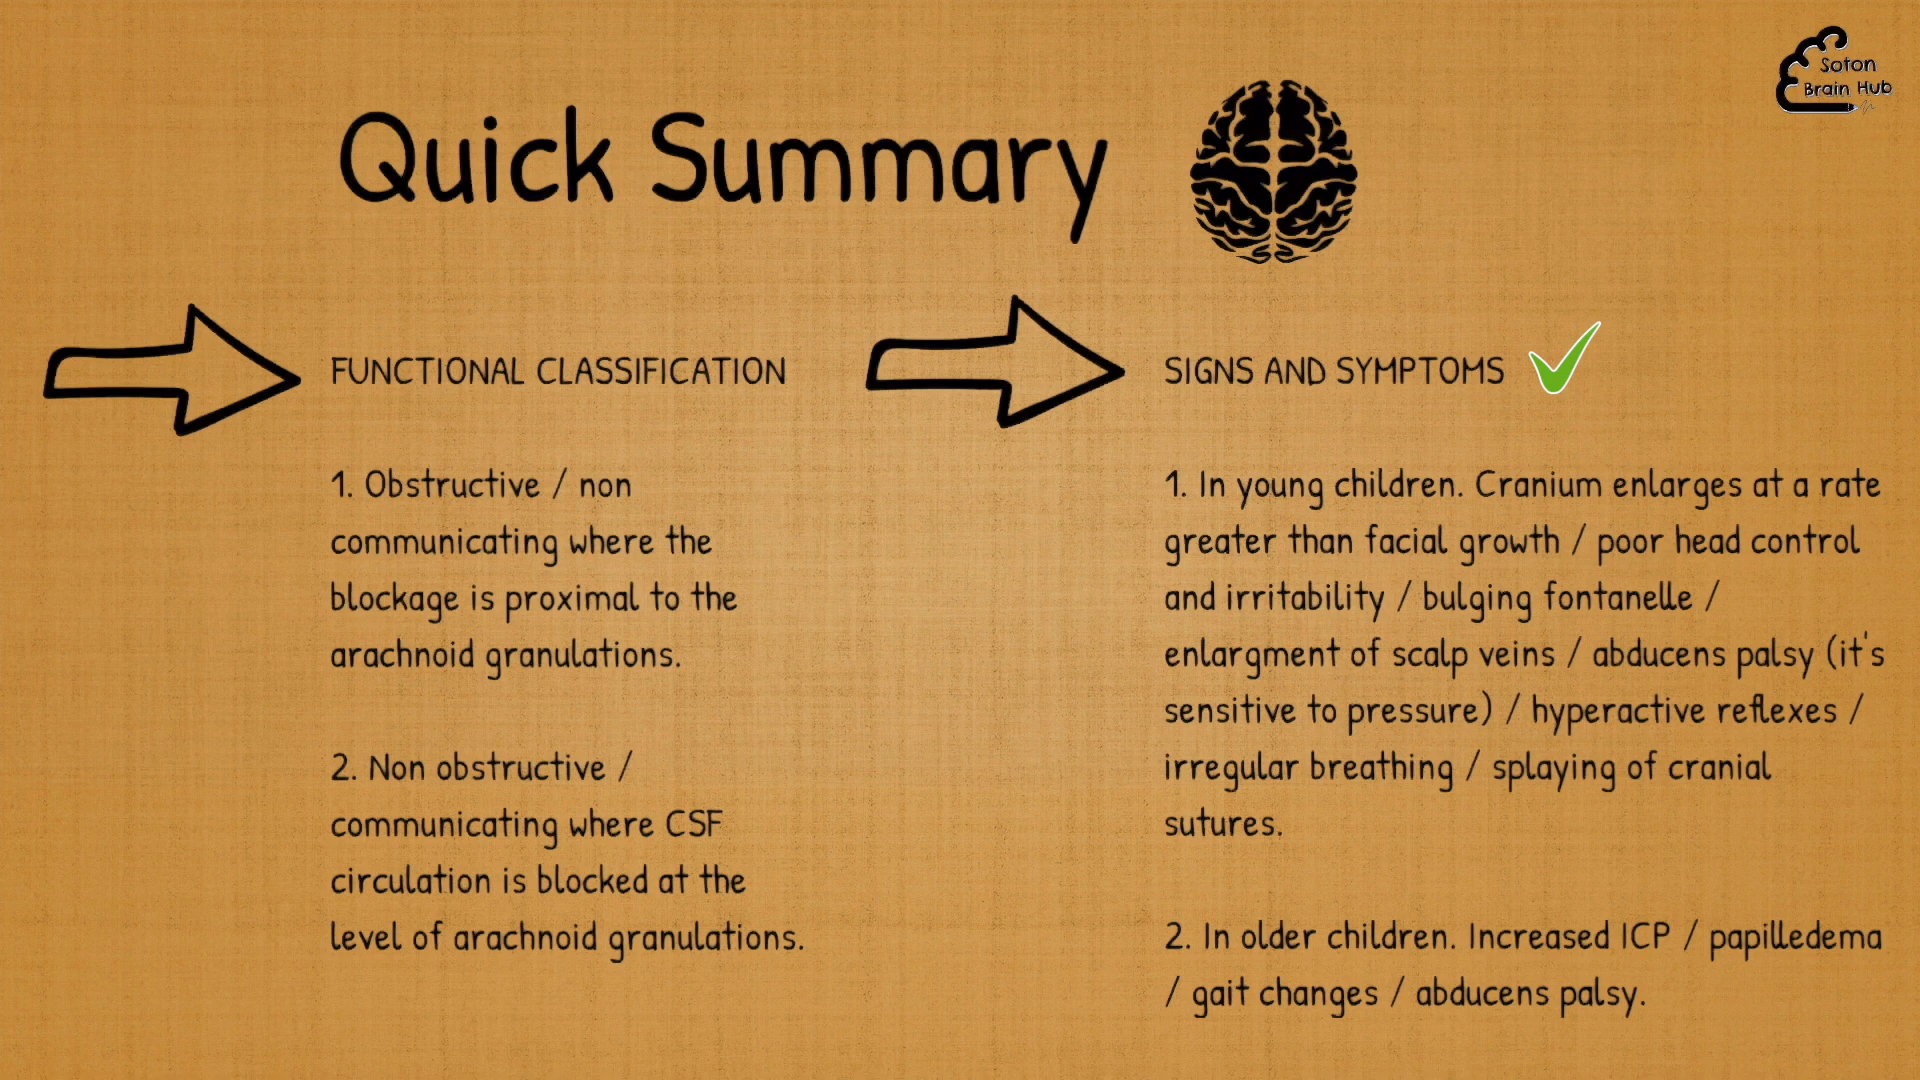 Soton
Brain Hub
Quick Summary
FUNCTIONAL CLASSIFICATION
1. Obstructive / non
communicating where the
blockage is proximal to the
arachnoid granulations.
2. Non obstructive /
communicating where CSF
circulation is blocked at the
level of arachnoid granulations.
SIGNS AND SYMPTOMS
1. In young children. Cranium enlarges at a rate
greater than facial growth / poor head control
and irritability / bulging fontanelle /
enlargment of scalp veins / abducens palsy (it's
sensitive to pressure) / hyperactive reflexes /
irregular breathing / splaying of cranial
sutures.
2. In older children. Increased ICP / papilledema
/ gait changes / abducens palsy.